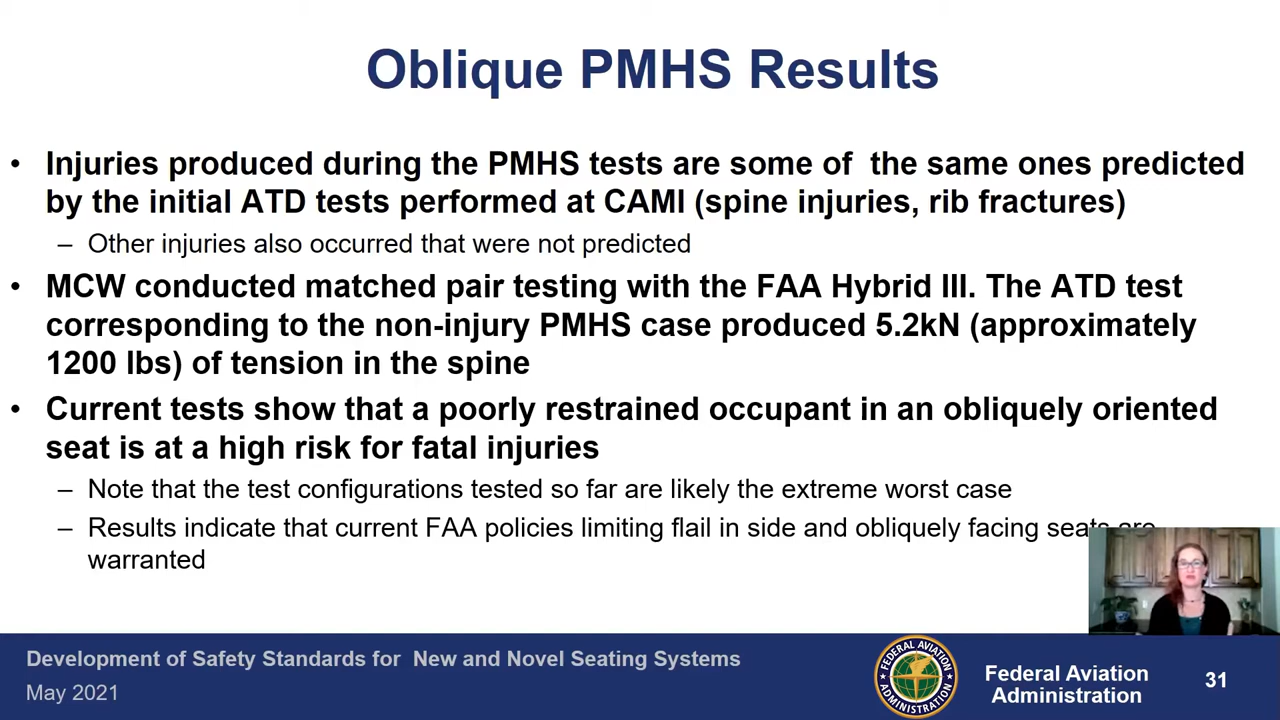 Oblique PMHS Results
• Injuries produced during the PMHS tests are some of the same ones predicted
by the initial ATD tests performed at CAMI (spine injuries, rib fractures)
– Other injuries also occurred that were not predicted
• MCW conducted matched pair testing with the FAA Hybrid III. The ATD test
corresponding to the non-injury PMHS case produced 5.2kN (approximately
1200 lbs) of tension in the spine
• Current tests show that a poorly restrained occupant in an obliquely oriented
seat is at a high risk for fatal injuries
– Note that the test configurations tested so far are likely the extreme worst case
– Results indicate that current FAA policies limiting flail in side and obliquely facing seats are
warranted
Development of Safety Standards for New and Novel Seating Systems
May 2021
FEDERAL AVIATION
ADMINISTRATION
Federal Aviation
Administration
31